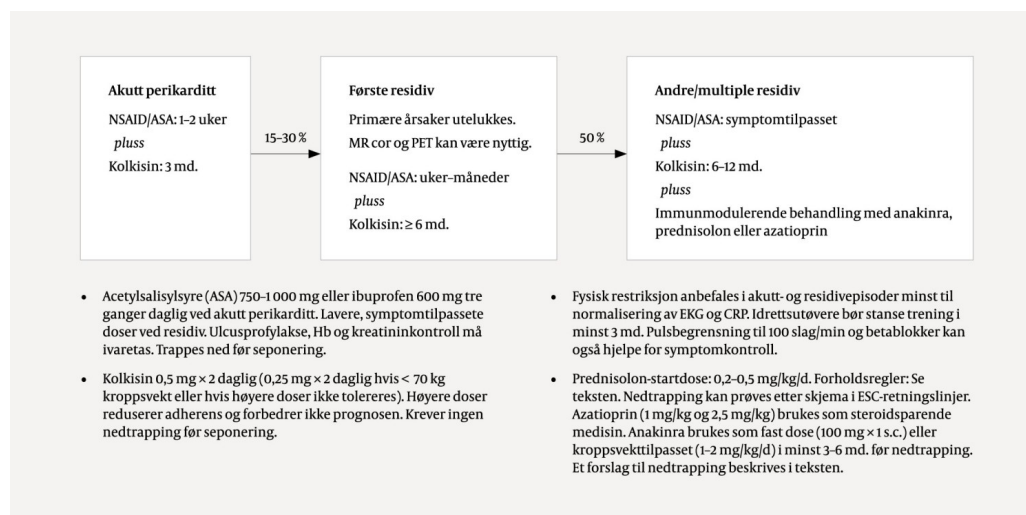 Akutt perikarditt
NSAID/ASA: 1–2 uker
pluss
Kolkisin: 3 md.
15–30 %
Første residiv
Primære årsaker utelukkes.
MR cor og PET kan være nyttig.
NSAID/ASA: uker–måneder
pluss
Kolkisin: ≥ 6 md.
50 %
Andre/multiple residiv
NSAID/ASA: symptomtilpasset
pluss
Kolkisin: 6–12 md.
pluss
Immunmodulerende behandling med anakinra,
prednisolon eller azatioprin
• Acetylsalisylsyre (ASA) 750–1 000 mg eller ibuprofen 600 mg tre
ganger daglig ved akutt perikarditt. Lavere, symptomtilpassete
doser ved residiv. Ulcusprofylakse, Hb og kreatininkontroll må
ivaretas. Trappes ned før seponering.
• Kolkisin 0,5 mg × 2 daglig (0,25 mg × 2 daglig hvis < 70 kg
kroppsvekt eller hvis høyere doser ikke tolereres). Høyere doser
reduserer adherens og forbedrer ikke prognosen. Krever ingen
nedtrapping før seponering.
• Fysisk restriksjon anbefales i akutt- og residivepisoder minst til
normalisering av EKG og CRP. Idrettsutøvere bør stanse trening i
minst 3 md. Pulsbegrensning til 100 slag/min og betablokker kan
også hjelpe for symptomkontroll.
• Prednisolon-startdose: 0,2–0,5 mg/kg/d. Forholdsregler: Se
teksten. Nedtrapping kan prøves etter skjema i ESC-retningslinjer.
Azatioprin (1 mg/kg og 2,5 mg/kg) brukes som steroidsparende
medisin. Anakinra brukes som fast dose (100 mg × 1 s.c.) eller
kroppsvekttilpasset (1–2 mg/kg/d) i minst 3–6 md. før nedtrapping.
Et forslag til nedtrapping beskrives i teksten.